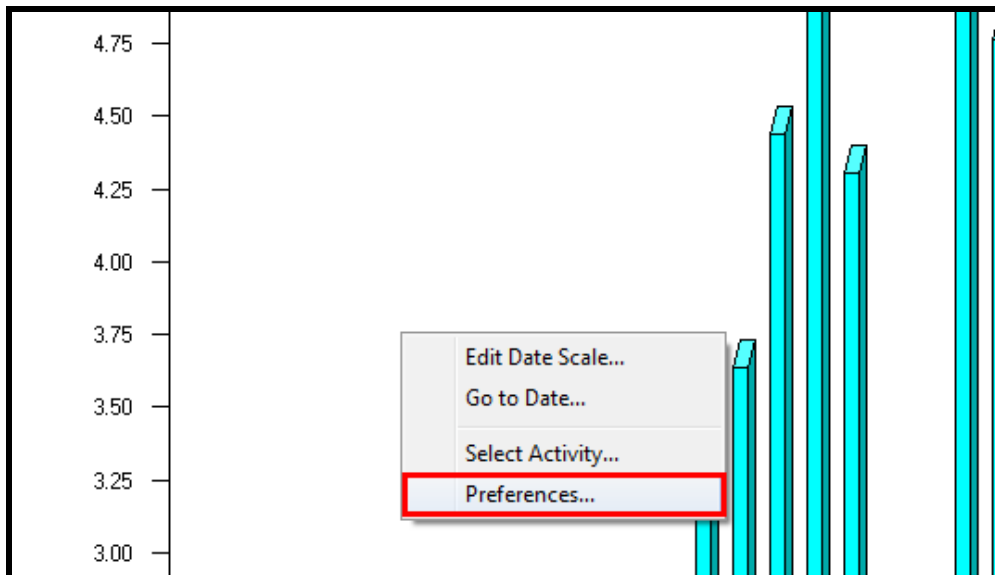 4.75
4.50
4.25
4.00
3.75
3.50
3.25
3.00
Edit Date Scale...
Go to Date...
Select Activity...
Preferences...